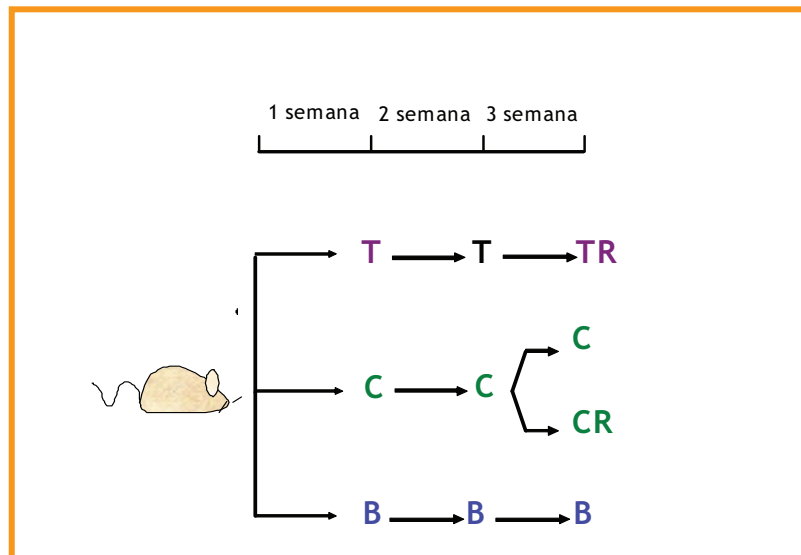 1 semana 2 semana 3 semana
T T TR
C
C C
CR
B B B